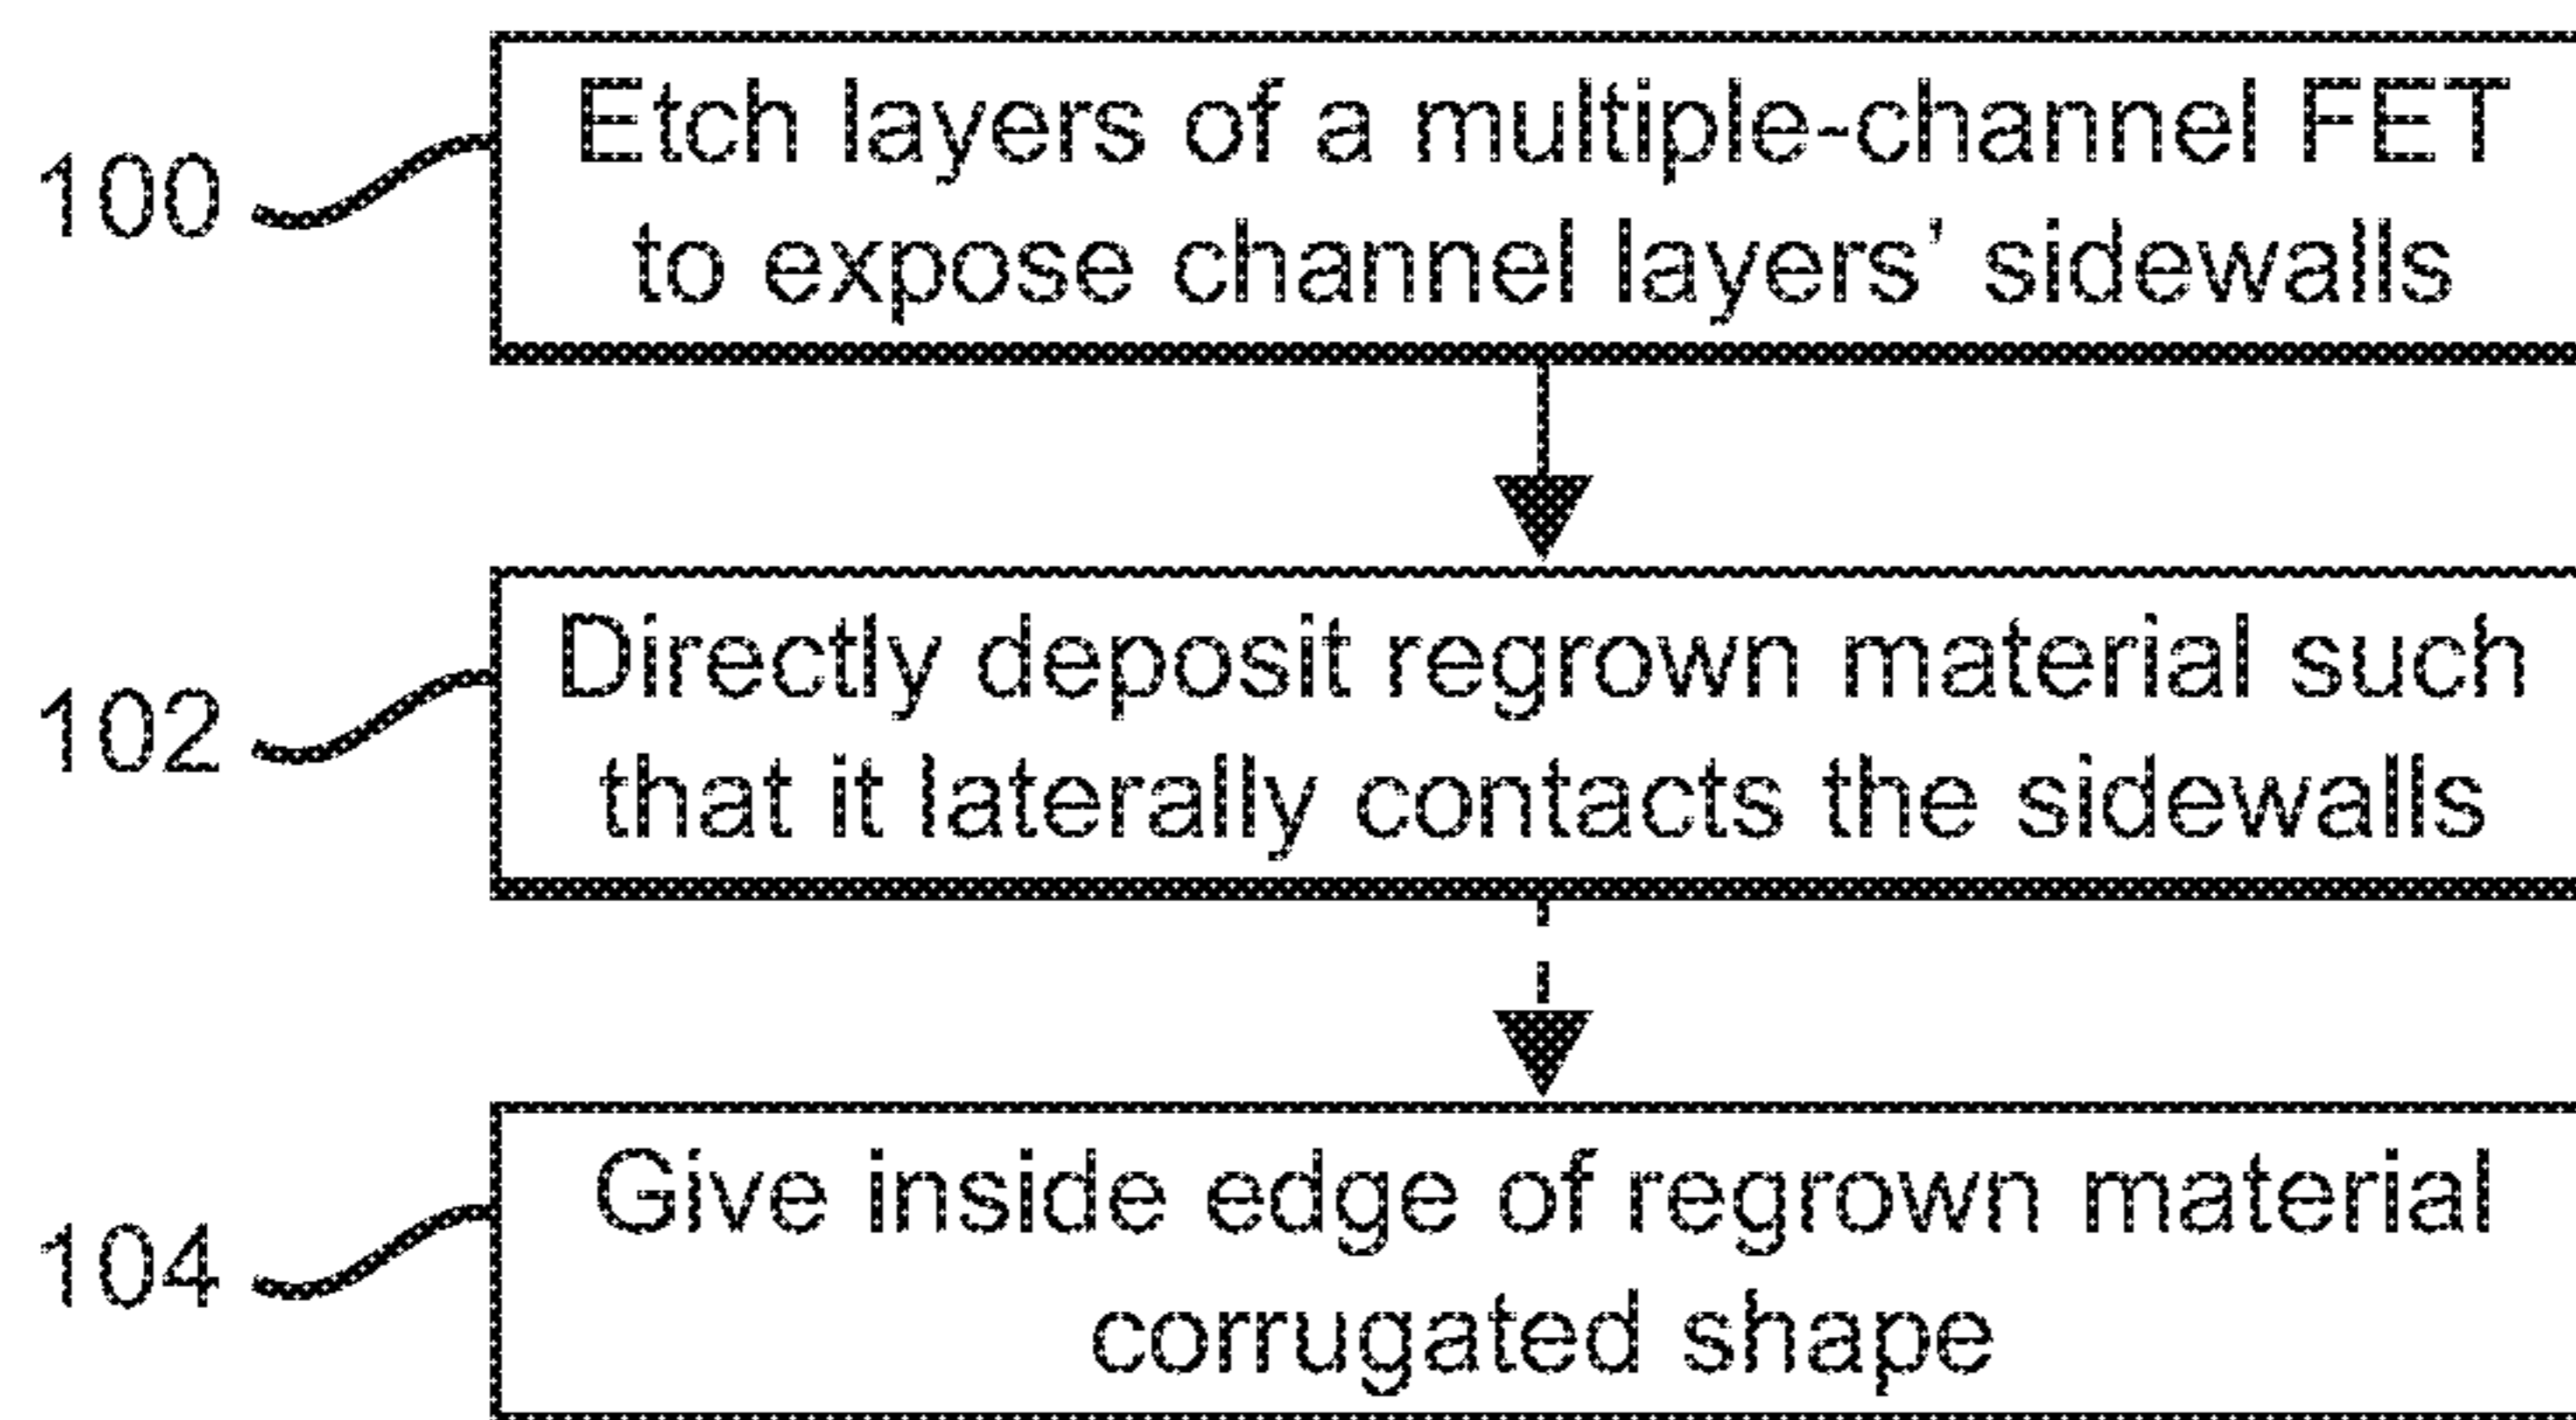 100
Etch layers of a multiple-channel FET
to expose channel layers’ sidewalls
102
Directly deposit regrown material such
that it laterally contacts the sidewalls
104
Give inside edge of regrown material
corrugated shape